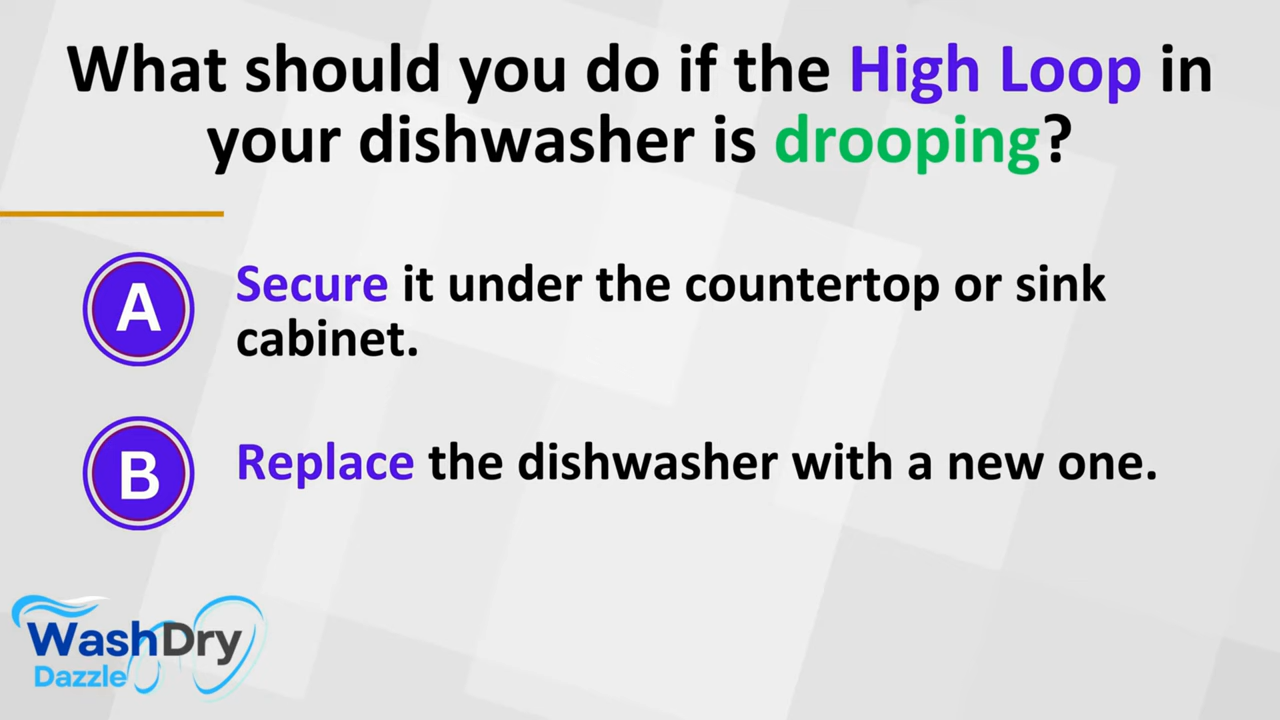 What should you do if the High Loop in
your dishwasher is drooping?
A
Secure it under the countertop or sink
cabinet.
B
Replace the dishwasher with a new one.
WashDry
Dazzle